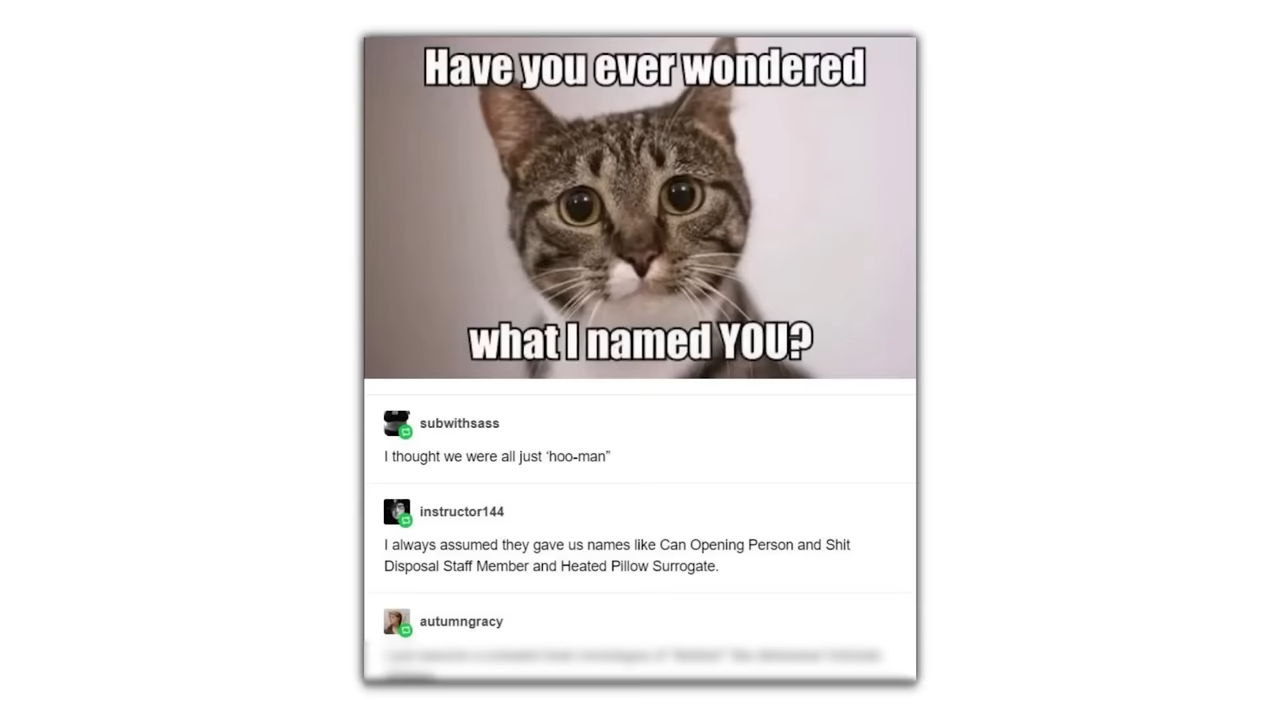 Have you ever wondered
what I named YOU?
subwithsass
I thought we were all just 'hoo-man"
instructor144
I always assumed they gave us names like Can Opening Person and Shit
Disposal Staff Member and Heated Pillow Surrogate.
autumngracy